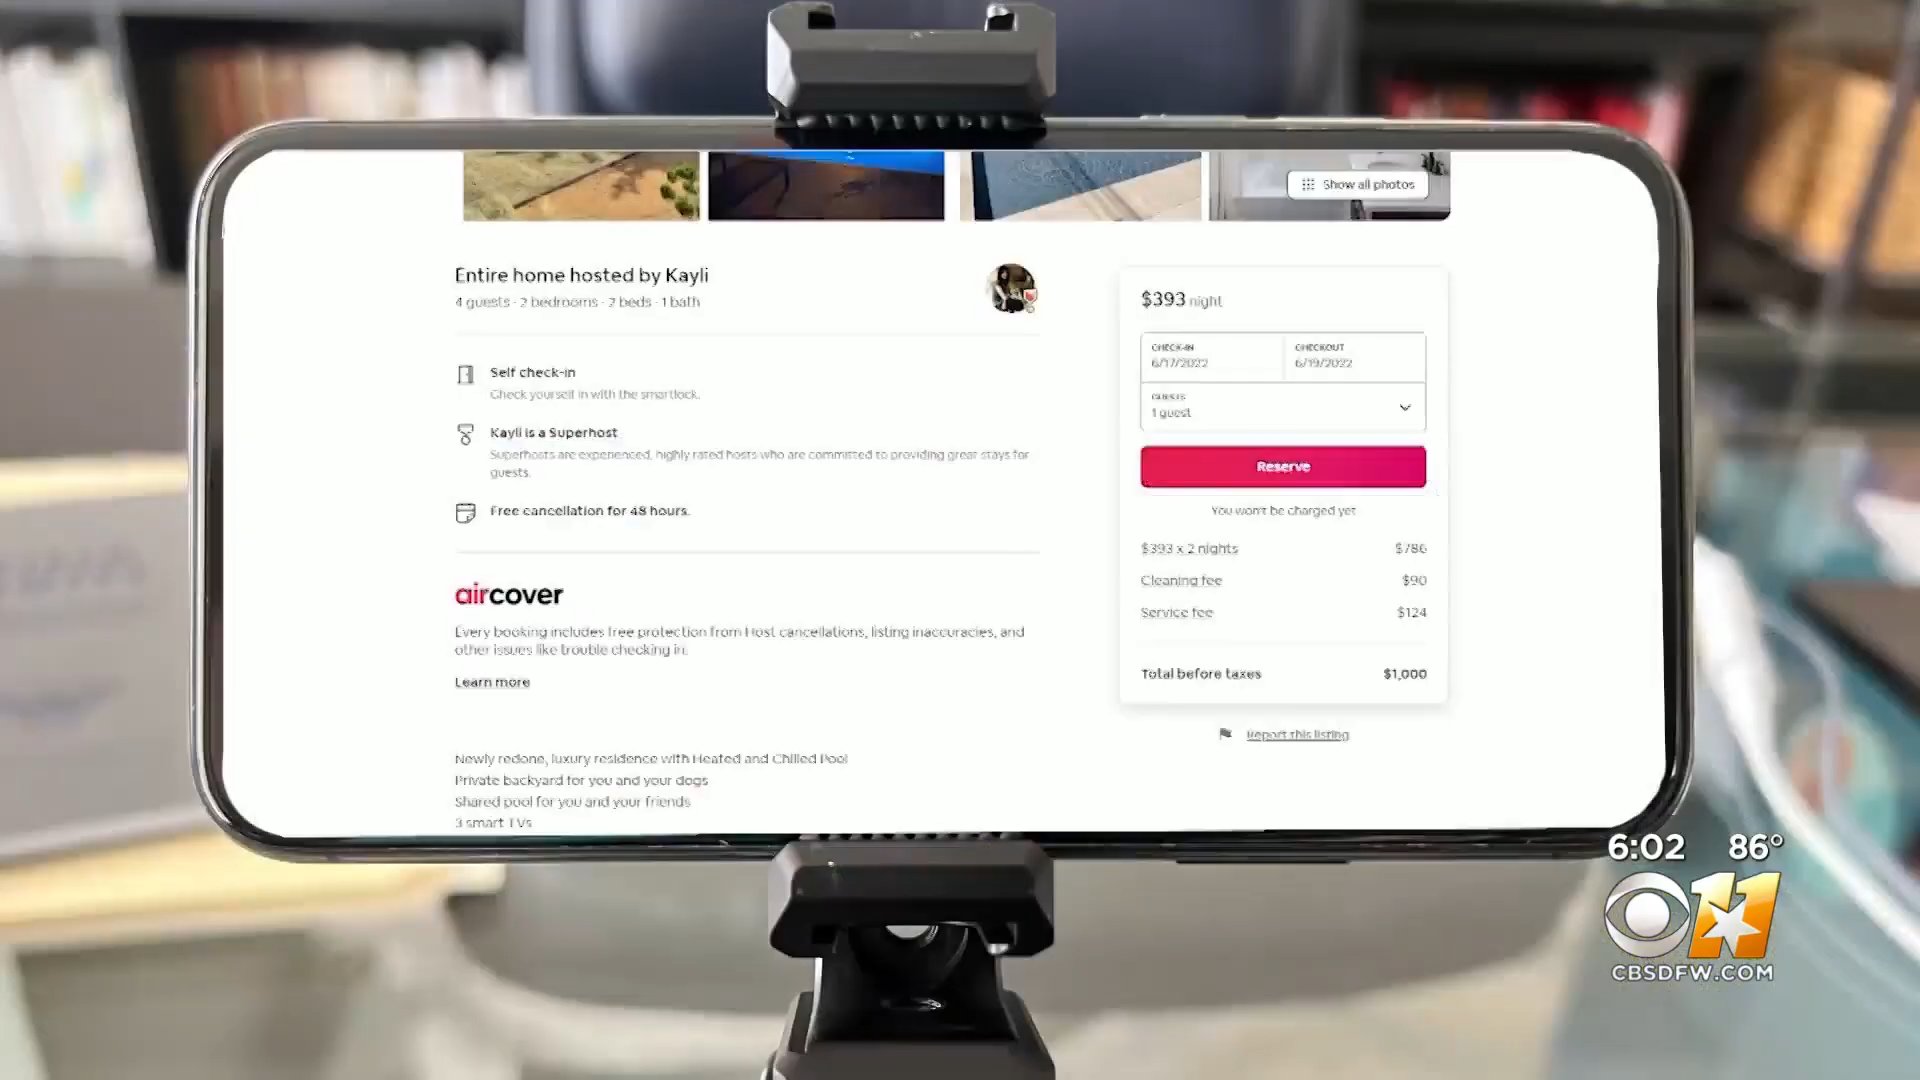 Show all photos
Entire home hosted by Kayli
4 guests · 2 bedrooms · 2 beds · 1 bath
Self check-in
Check yourself in with the smartlock.
Kayli is a Superhost
Superhosts are experienced, highly rated hosts who are committed to providing great stays for
guests.
Free cancellation for 48 hours.
aircover
Every booking includes free protection from Host cancellations, listing inaccuracies, and
other issues like trouble checking in.
Learn more
Newly redone, luxury residence with Heated and Chilled Pool
Private backyard for you and your dogs
Shared pool for you and your friends
3 smart TVs
$393 night
CHECK-IN
6/17/2022
CHECKOUT
6/19/2022
GUESTS
1 guest
Reserve
You won't be charged yet
$393 x 2 nights $786
Cleaning fee $90
Service fee $124
Total before taxes $1,000
Report this listing
6:02 86°
11
CBSDFW.COM